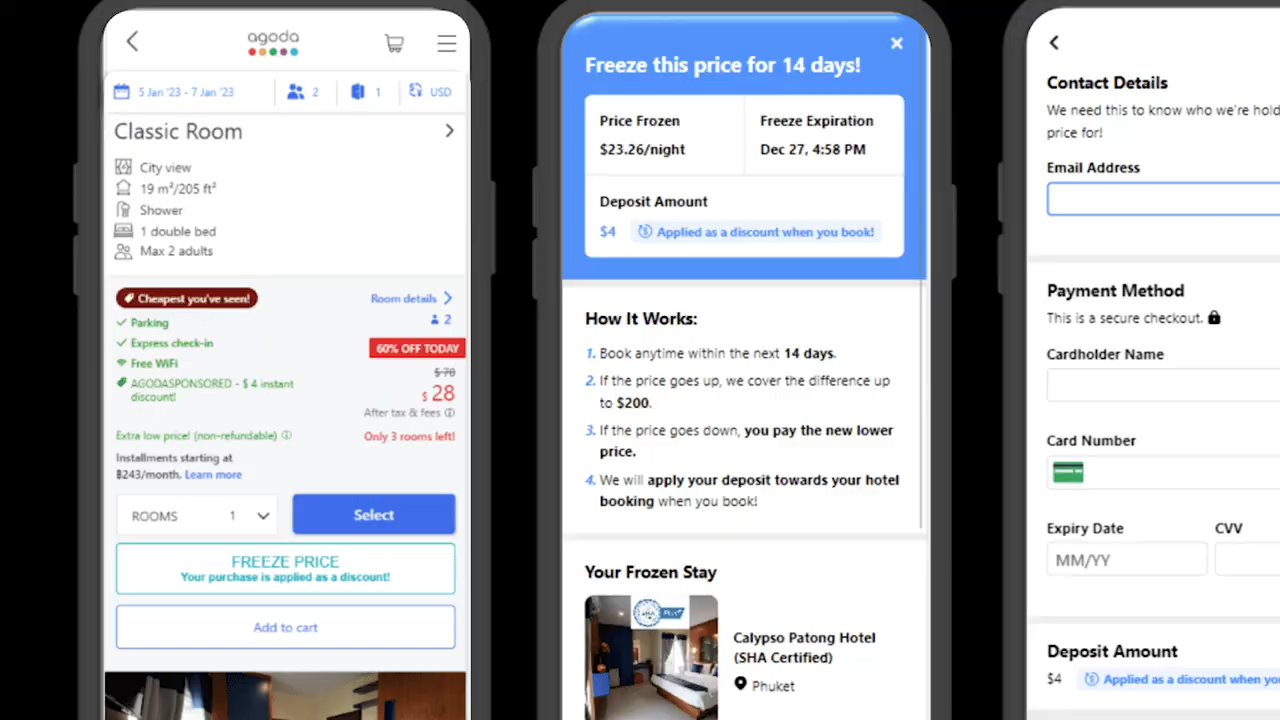 agoda
5 Jan '23 - 7 Jan '23
2
1
USD
Classic Room
City view
19 m²/205 ft²
Shower
1 double bed
Max 2 adults
Cheapest you've seen!
Room details
Parking
2
Express check-in
60% OFF TODAY
Free WiFi
$ 70
AGODASPONSORED - $ 4 instant
discount!
$ 28
After tax & fees
Extra low price! (non-refundable)
Only 3 rooms left!
Installments starting at
฿243/month. Learn more
ROOMS 1
Select
FREEZE PRICE
Your purchase is applied as a discount!
Add to cart
Freeze this price for 14 days!
Price Frozen
$23.26/night
Freeze Expiration
Dec 27, 4:58 PM
Deposit Amount
$4 Applied as a discount when you book!
How It Works:
1. Book anytime within the next 14 days.
2. If the price goes up, we cover the difference up
to $200.
3. If the price goes down, you pay the new lower
price.
4. We will apply your deposit towards your hotel
booking when you book!
Your Frozen Stay
SHA
Calypso Patong Hotel
(SHA Certified)
Phuket
Contact Details
We need this to know who we're hold
price for!
Email Address
Payment Method
This is a secure checkout.
Cardholder Name
Card Number
Expiry Date
CVV
MM/YY
Deposit Amount
$4 Applied as a discount when you